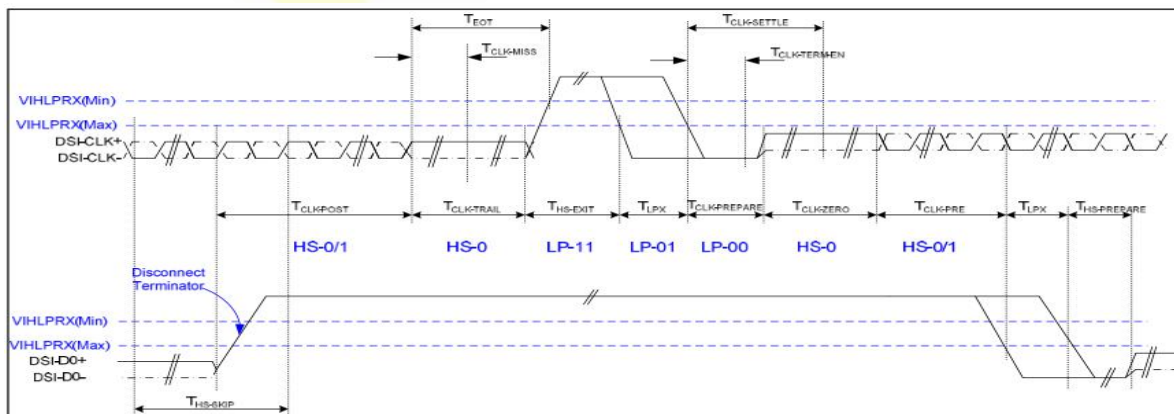 TEOT
TCLK-SETTLE
TCLK-MISS
TCLK-TERM-EN
VIHLPRX(Min)
VIHLPRX(Max)
DSI-CLK+
DSI-CLK-
TCLK-POST
TCLK-TRAIL
THS-EXIT
TLPX
TCLK-PREPARE
TCLK-ZERO
TCLK-PRE
TLPX
THS-PREPARE
HS-0/1
HS-0
LP-11
LP-01
LP-00
HS-0
HS-0/1
Disconnect
Terminator
VIHLPRX(Min)
VIHLPRX(Max)
DSI-D0+
DSI-D0-
THS-SKIP